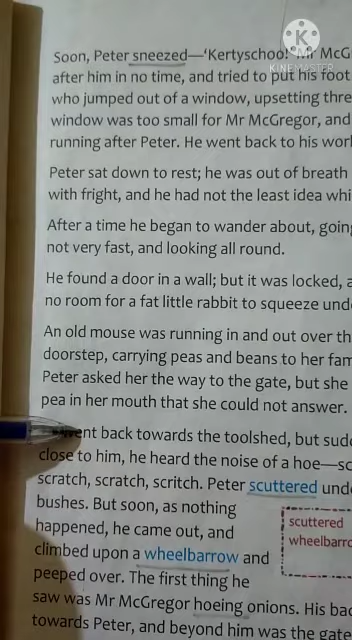 KINEMASTER
Soon, Peter sneezed—'Kertyschoo!' Mr McG
after him in no time, and tried to put his foot
who jumped out of a window, upsetting thre
window was too small for Mr McGregor, and
running after Peter. He went back to his wor
Peter sat down to rest; he was out of breath
with fright, and he had not the least idea whi
After a time he began to wander about, goin
not very fast, and looking all round.
He found a door in a wall; but it was locked, a
no room for a fat little rabbit to squeeze und
An old mouse was running in and out over th
doorstep, carrying peas and beans to her fam
Peter asked her the way to the gate, but she
pea in her mouth that she could not answer.
went back towards the toolshed, but sud
close to him, he heard the noise of a hoe—sc
scratch, scratch, scritch. Peter scuttered und
bushes. But soon, as nothing
happened, he came out, and
climbed upon a wheelbarrow and
peeped over. The first thing he
saw was Mr McGregor hoeing onions. His bac
towards Peter, and beyond him was the gate
scuttered
wheelbarro